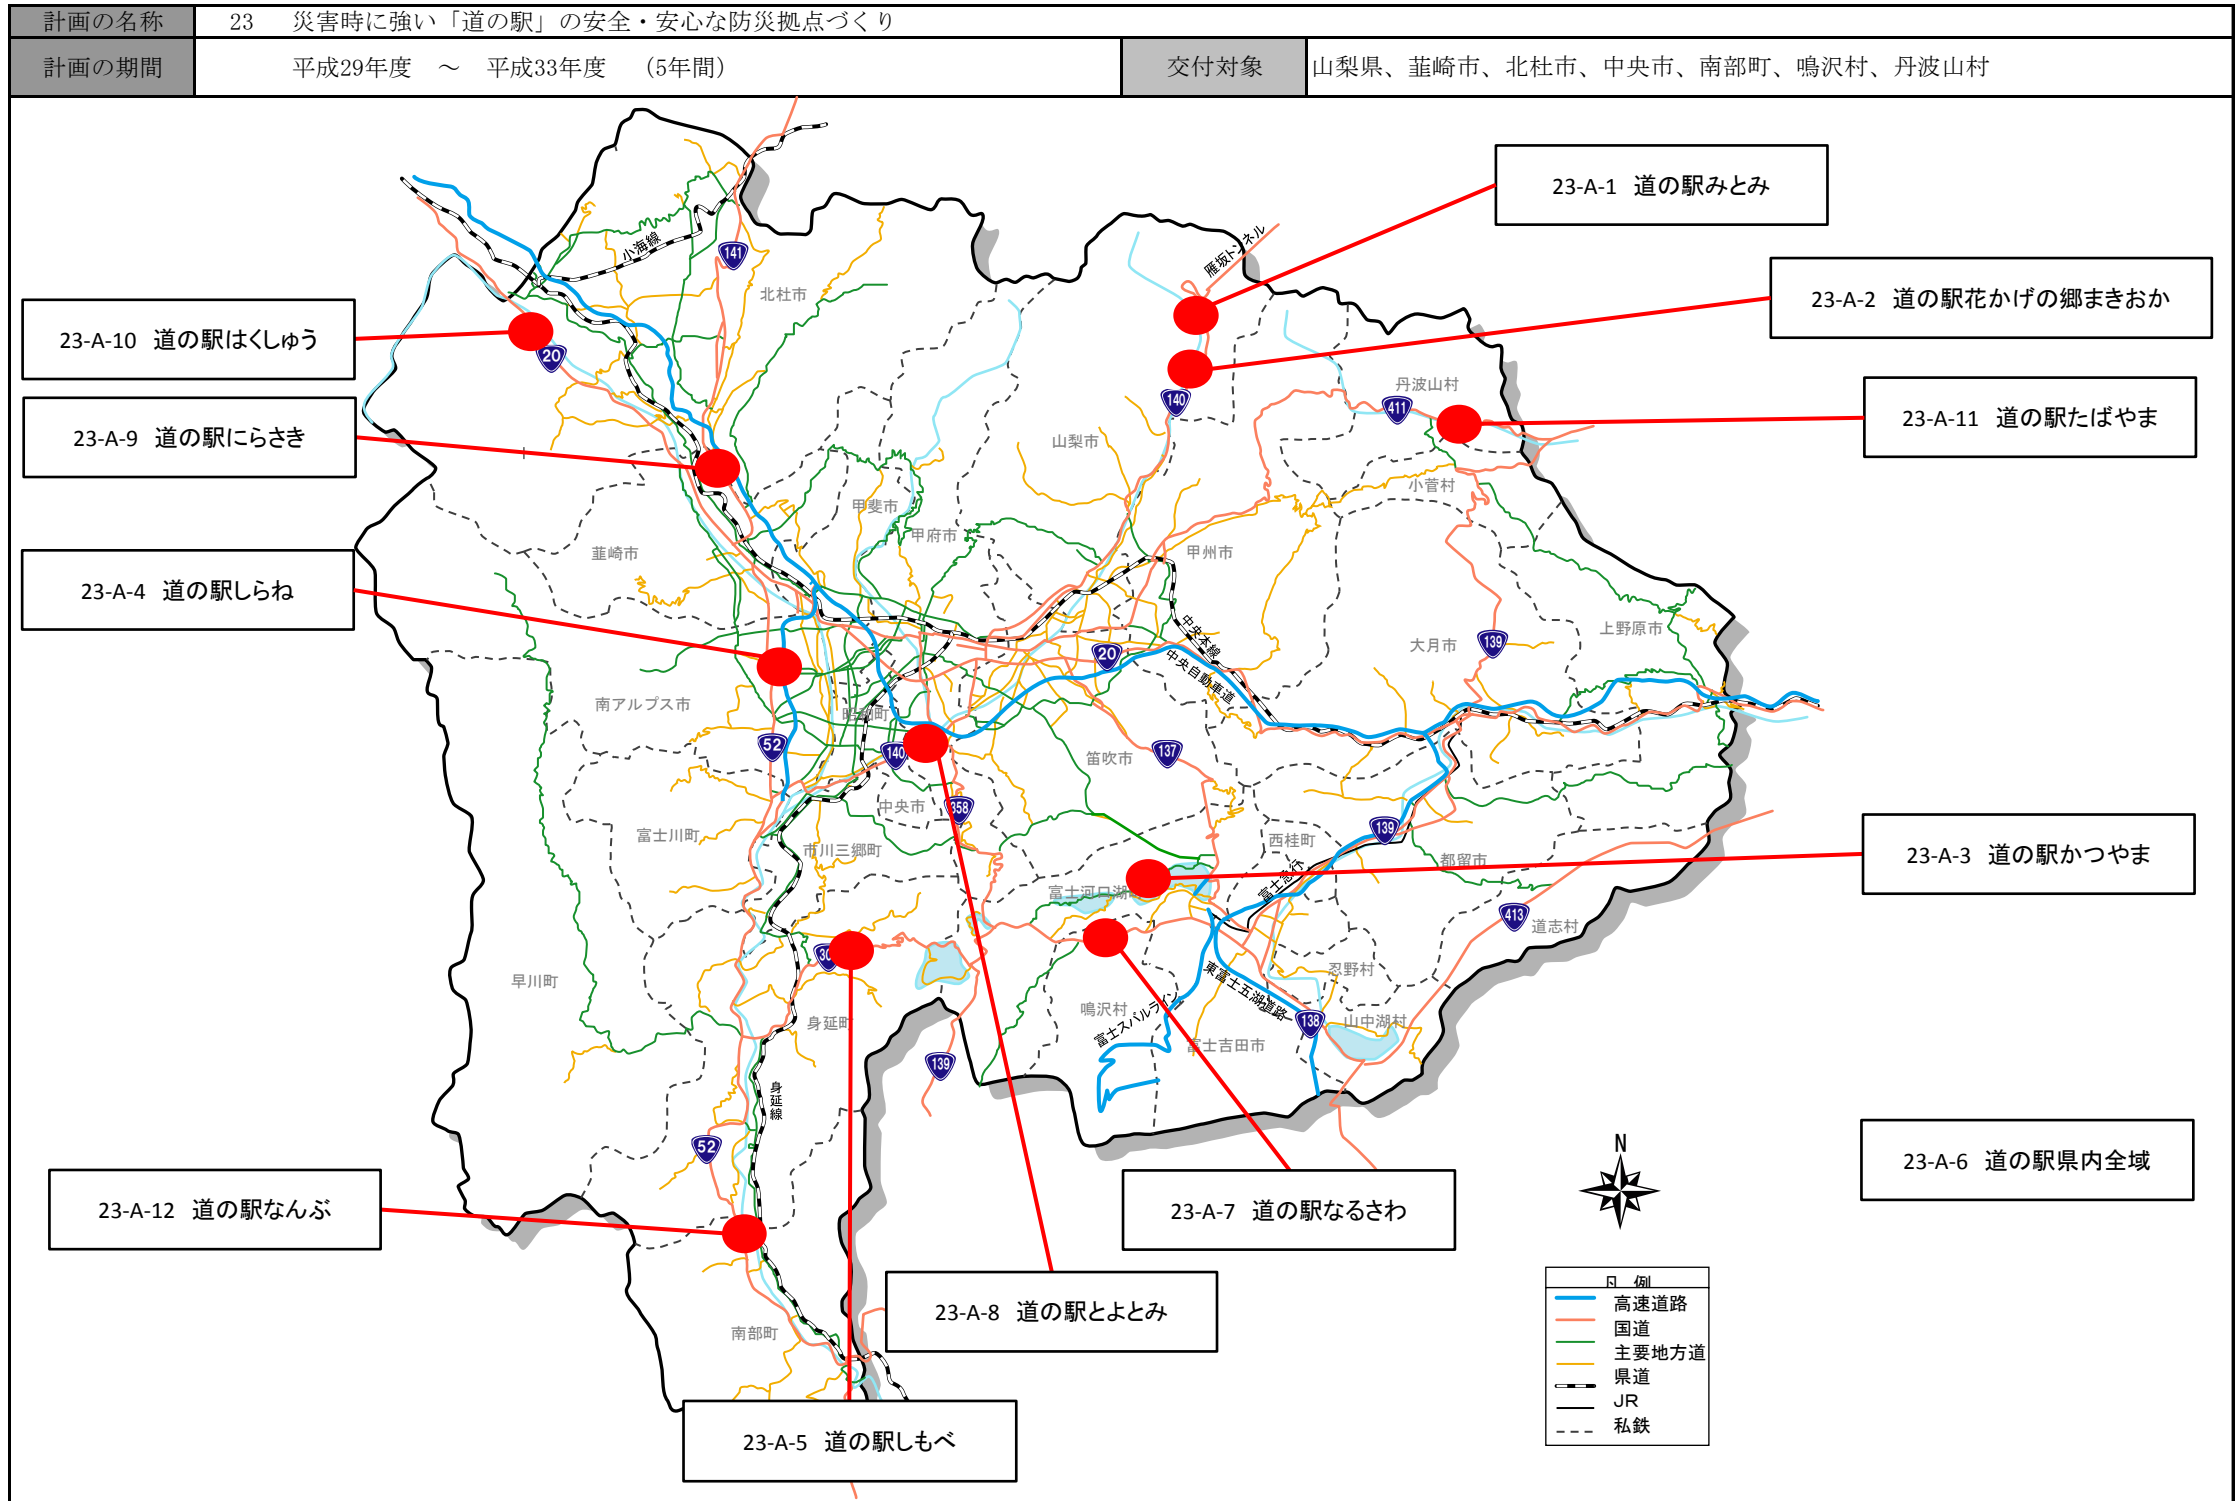 計画の名称 23 災害時に強い「道の駅」の安全・安心な防災拠点づくり
計画の期間 平成29年度 ～ 平成33年度 (5年間) 交付対象 山梨県、韮崎市、北杜市、中央市、南部町、鳴沢村、丹波山村
23-A-1 道の駅みとみ
雁坂トンネル
小海線
141
北杜市
23-A-2 道の駅花かげの郷まきおか
23-A-10 道の駅はくしゅう
20
丹波山村
140
411
23-A-11 道の駅たばやま
23-A-9 道の駅にらさき
山梨市
小菅村
甲斐市
甲府市
韮崎市
甲州市
23-A-4 道の駅しらね
上野原市
大月市
139
中央本線
20
中央自動車道
南アルプス市
昭和町
52
140
笛吹市
137
中央市
358
富士川町
市川三郷町
西桂町
139
都留市
23-A-3 道の駅かつやま
富士急行
富士河口湖町
413
道志村
早川町
忍野村
東富士五湖道路
鳴沢村
富士スバルライン
身延町
138
山中湖村
富士吉田市
139
身延線
52
N
23-A-6 道の駅県内全域
23-A-12 道の駅なんぶ
23-A-7 道の駅なるさわ
23-A-8 道の駅とよとみ
南部町
23-A-5 道の駅しもべ
凡 例
高速道路
国道
主要地方道
県道
JR
私鉄